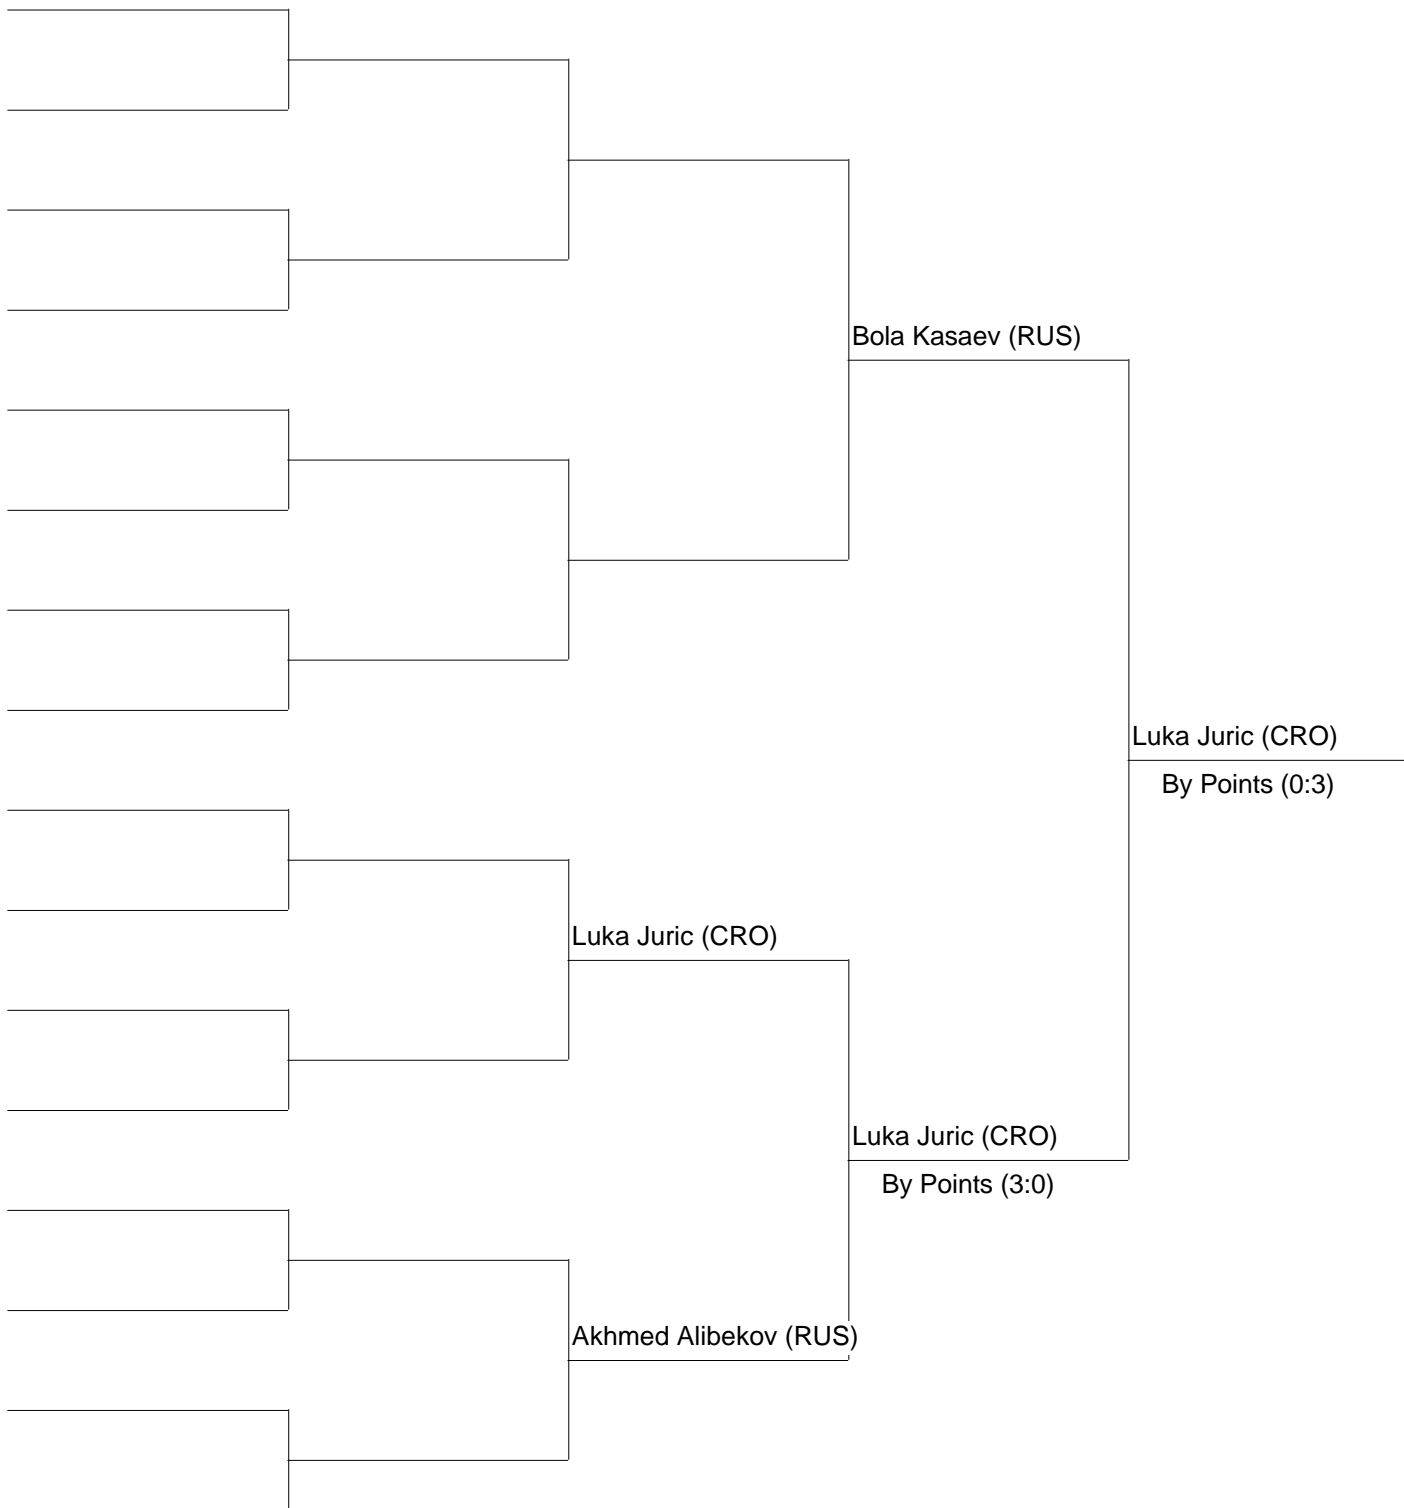 Bola Kasaev (RUS)
Luka Juric (CRO)
By Points (0:3)
Luka Juric (CRO)
Luka Juric (CRO)
By Points (3:0)
Akhmed Alibekov (RUS)